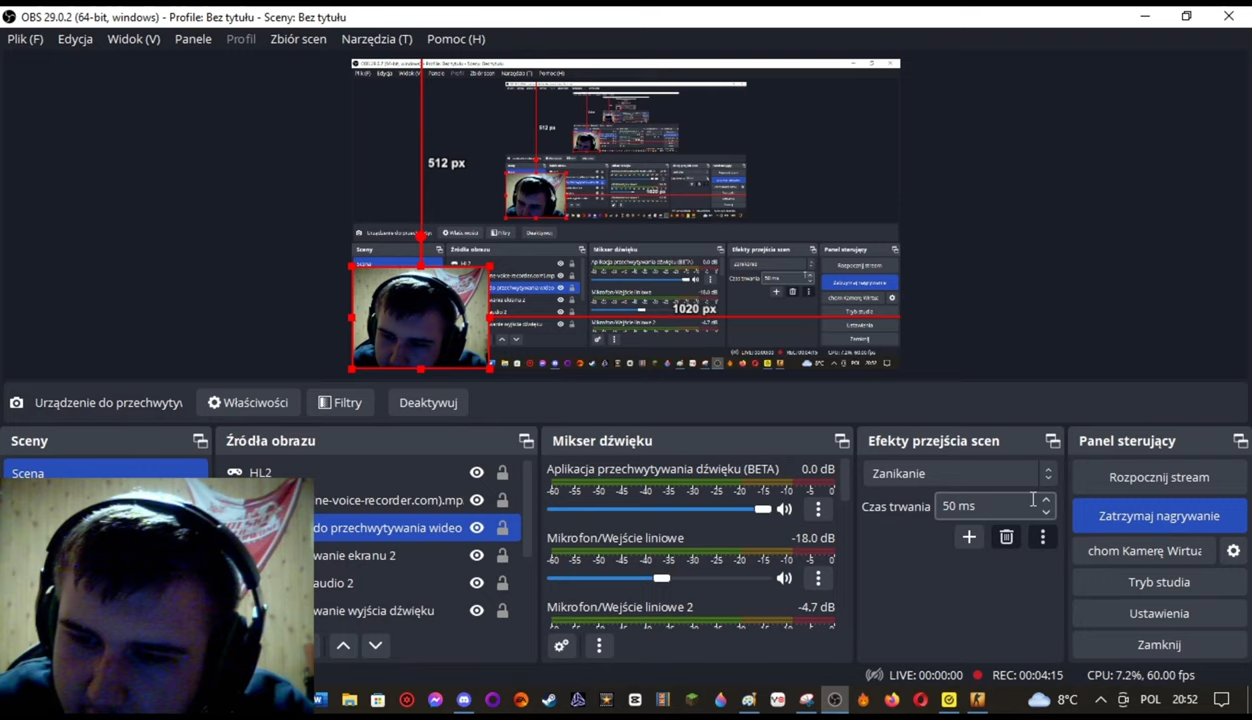 OBS 29.0.2 (64-bit, windows) - Profile: Bez tytułu - Sceny: Bez tytułu
Plik (F) Edycja Widok (V) Panele Profil Zbiór scen Narzędzia (T) Pomoc (H)
512 px
1020 px
Urządzenie do przechwyty Właściwości Filtry Deaktywuj
Sceny Źródła obrazu Mikser dźwięku Efekty przejścia scen Panel sterujący
Scena
HL2
ne-voice-recorder.com).mp
do przechwytywania wideo
wanie ekranu 2
audio 2
wanie wyjścia dźwięku
Aplikacja przechwytywania dźwięku (BETA) 0.0 dB
-60 -55 -50 -45 -40 -35 -30 -25 -20 -15 -10 -5 0
Mikrofon/Wejście liniowe -18.0 dB
-60 -55 -50 -45 -40 -35 -30 -25 -20 -15 -10 -5 0
Mikrofon/Wejście liniowe 2 -4.7 dB
Zanikanie
Czas trwania 50 ms
Rozpocznij stream
Zatrzymaj nagrywanie
chom Kamerę Wirtua
Tryb studia
Ustawienia
Zamknij
LIVE: 00:00:00 REC: 00:04:15 CPU: 7.2%, 60.00 fps
8°C POL 20:52